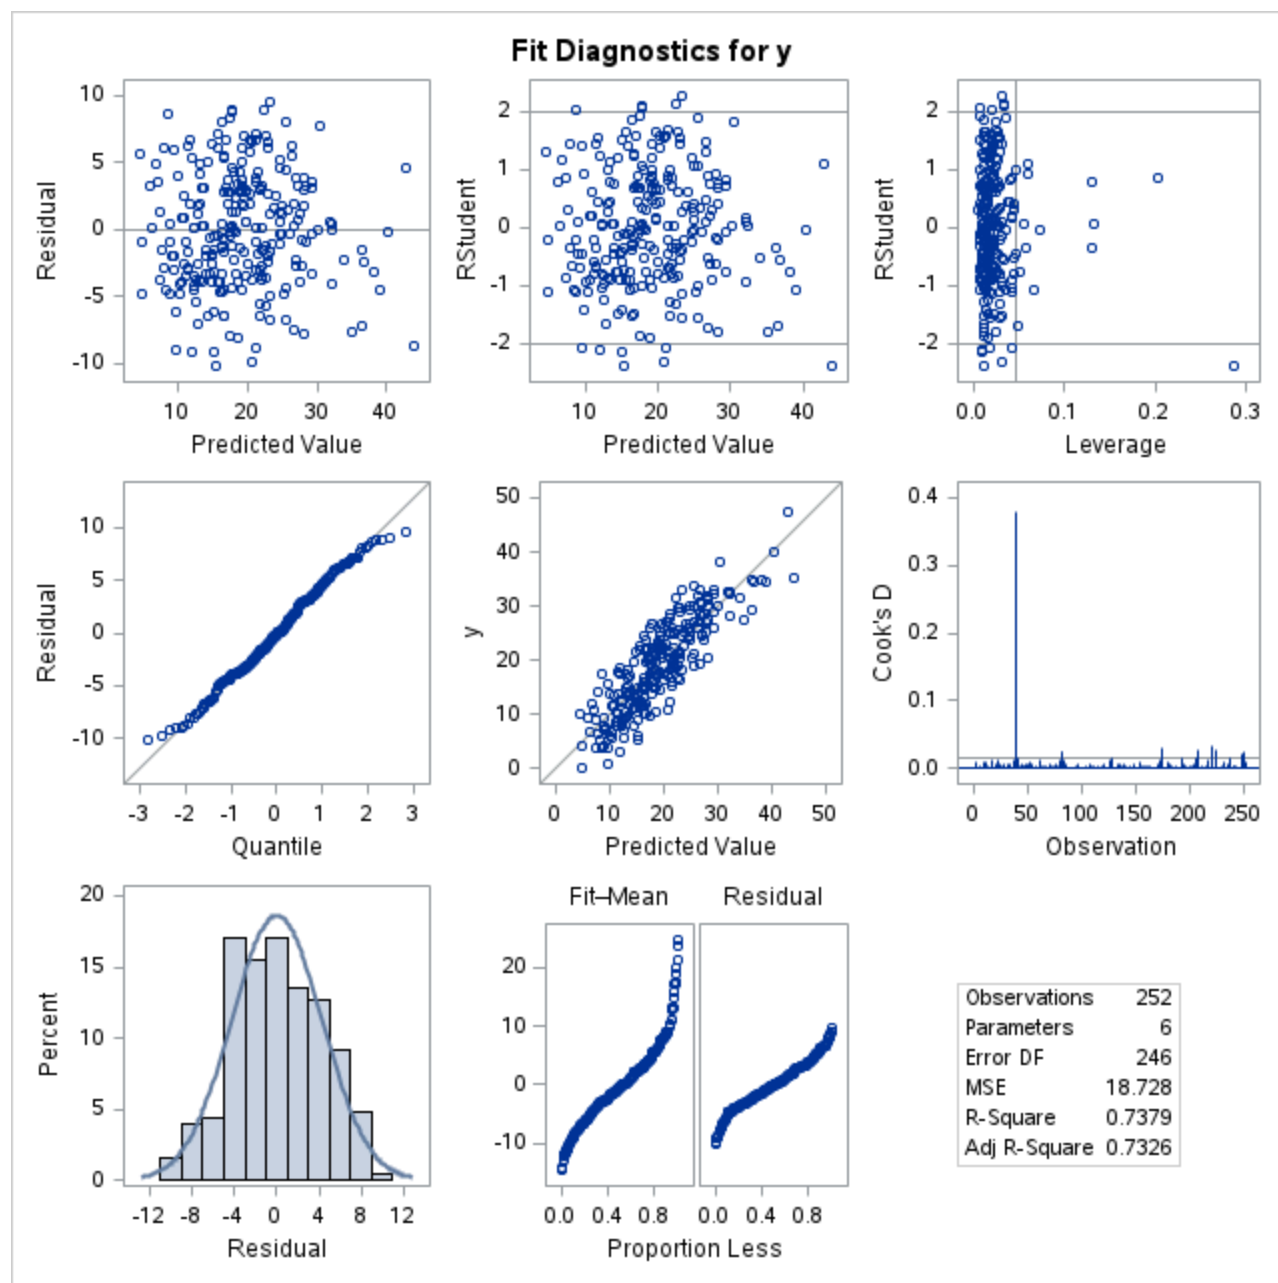 Fit Diagnostics for y
10
5
0
-5
-10
Residual
10 20 30 40
Predicted Value
2
1
0
-1
-2
RStudent
10 20 30 40
Predicted Value
2
1
0
-1
-2
RStudent
0.0 0.1 0.2 0.3
Leverage
10
5
0
-5
-10
Residual
-3 -2 -1 0 1 2 3
Quantile
50
40
30
20
10
0
y
0 10 20 30 40 50
Predicted Value
0.4
0.3
0.2
0.1
0.0
Cook's D
0 50 100 150 200 250
Observation
20
15
10
5
0
Percent
-12 -8 -4 0 4 8 12
Residual
Fit–Mean Residual
20
10
0
-10
0.0 0.4 0.8 0.0 0.4 0.8
Proportion Less
Observations 252
Parameters 6
Error DF 246
MSE 18.728
R-Square 0.7379
Adj R-Square 0.7326